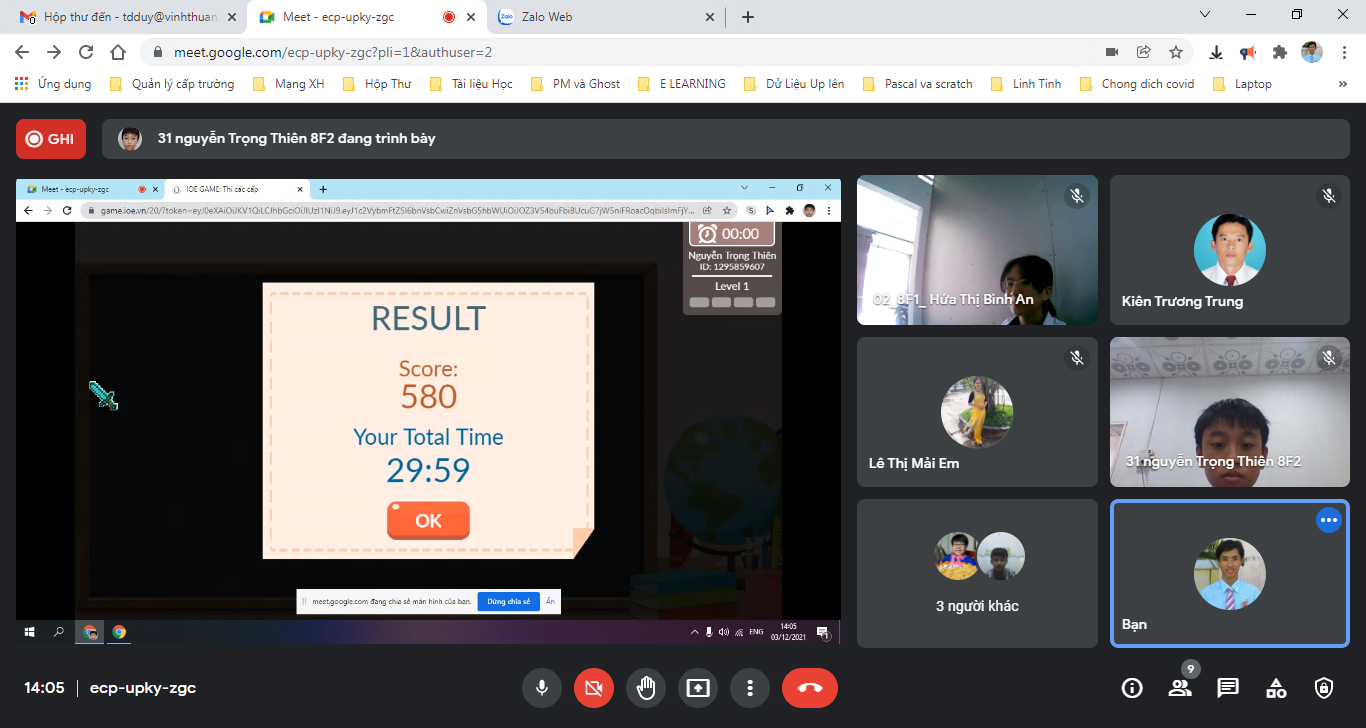 Hộp thư đến - tdduy@vinhthuan
Meet - ecp-upky-zgc
Zalo Web
meet.google.com/ecp-upky-zgc?pli=1&authuser=2
Ứng dụng
Quản lý cấp trường
Mạng XH
Hộp Thư
Tài liệu Học
PM và Ghost
E LEARNING
Dử Liệu Up lên
Pascal va scratch
Linh Tinh
Chong dich covid
Laptop
GHI
31 nguyễn Trọng Thiên 8F2 đang trình bày
Meet - ecp-upky-zgc
IOE GAME: Thi các cấp
00:00
Nguyễn Trọng Thiên
ID: 1295859607
Level 1
RESULT
Score:
580
Your Total Time
29:59
OK
meet.google.com đang chia sẻ màn hình của bạn.
Dừng chia sẻ
Ẩn
ENG
14:05
03/12/2021
02_8F1_ Hứa Thị Bình An
Kiên Trương Trung
Lê Thị Mải Em
31 nguyễn Trọng Thiên 8F2
3 người khác
Bạn
14:05
ecp-upky-zgc
9